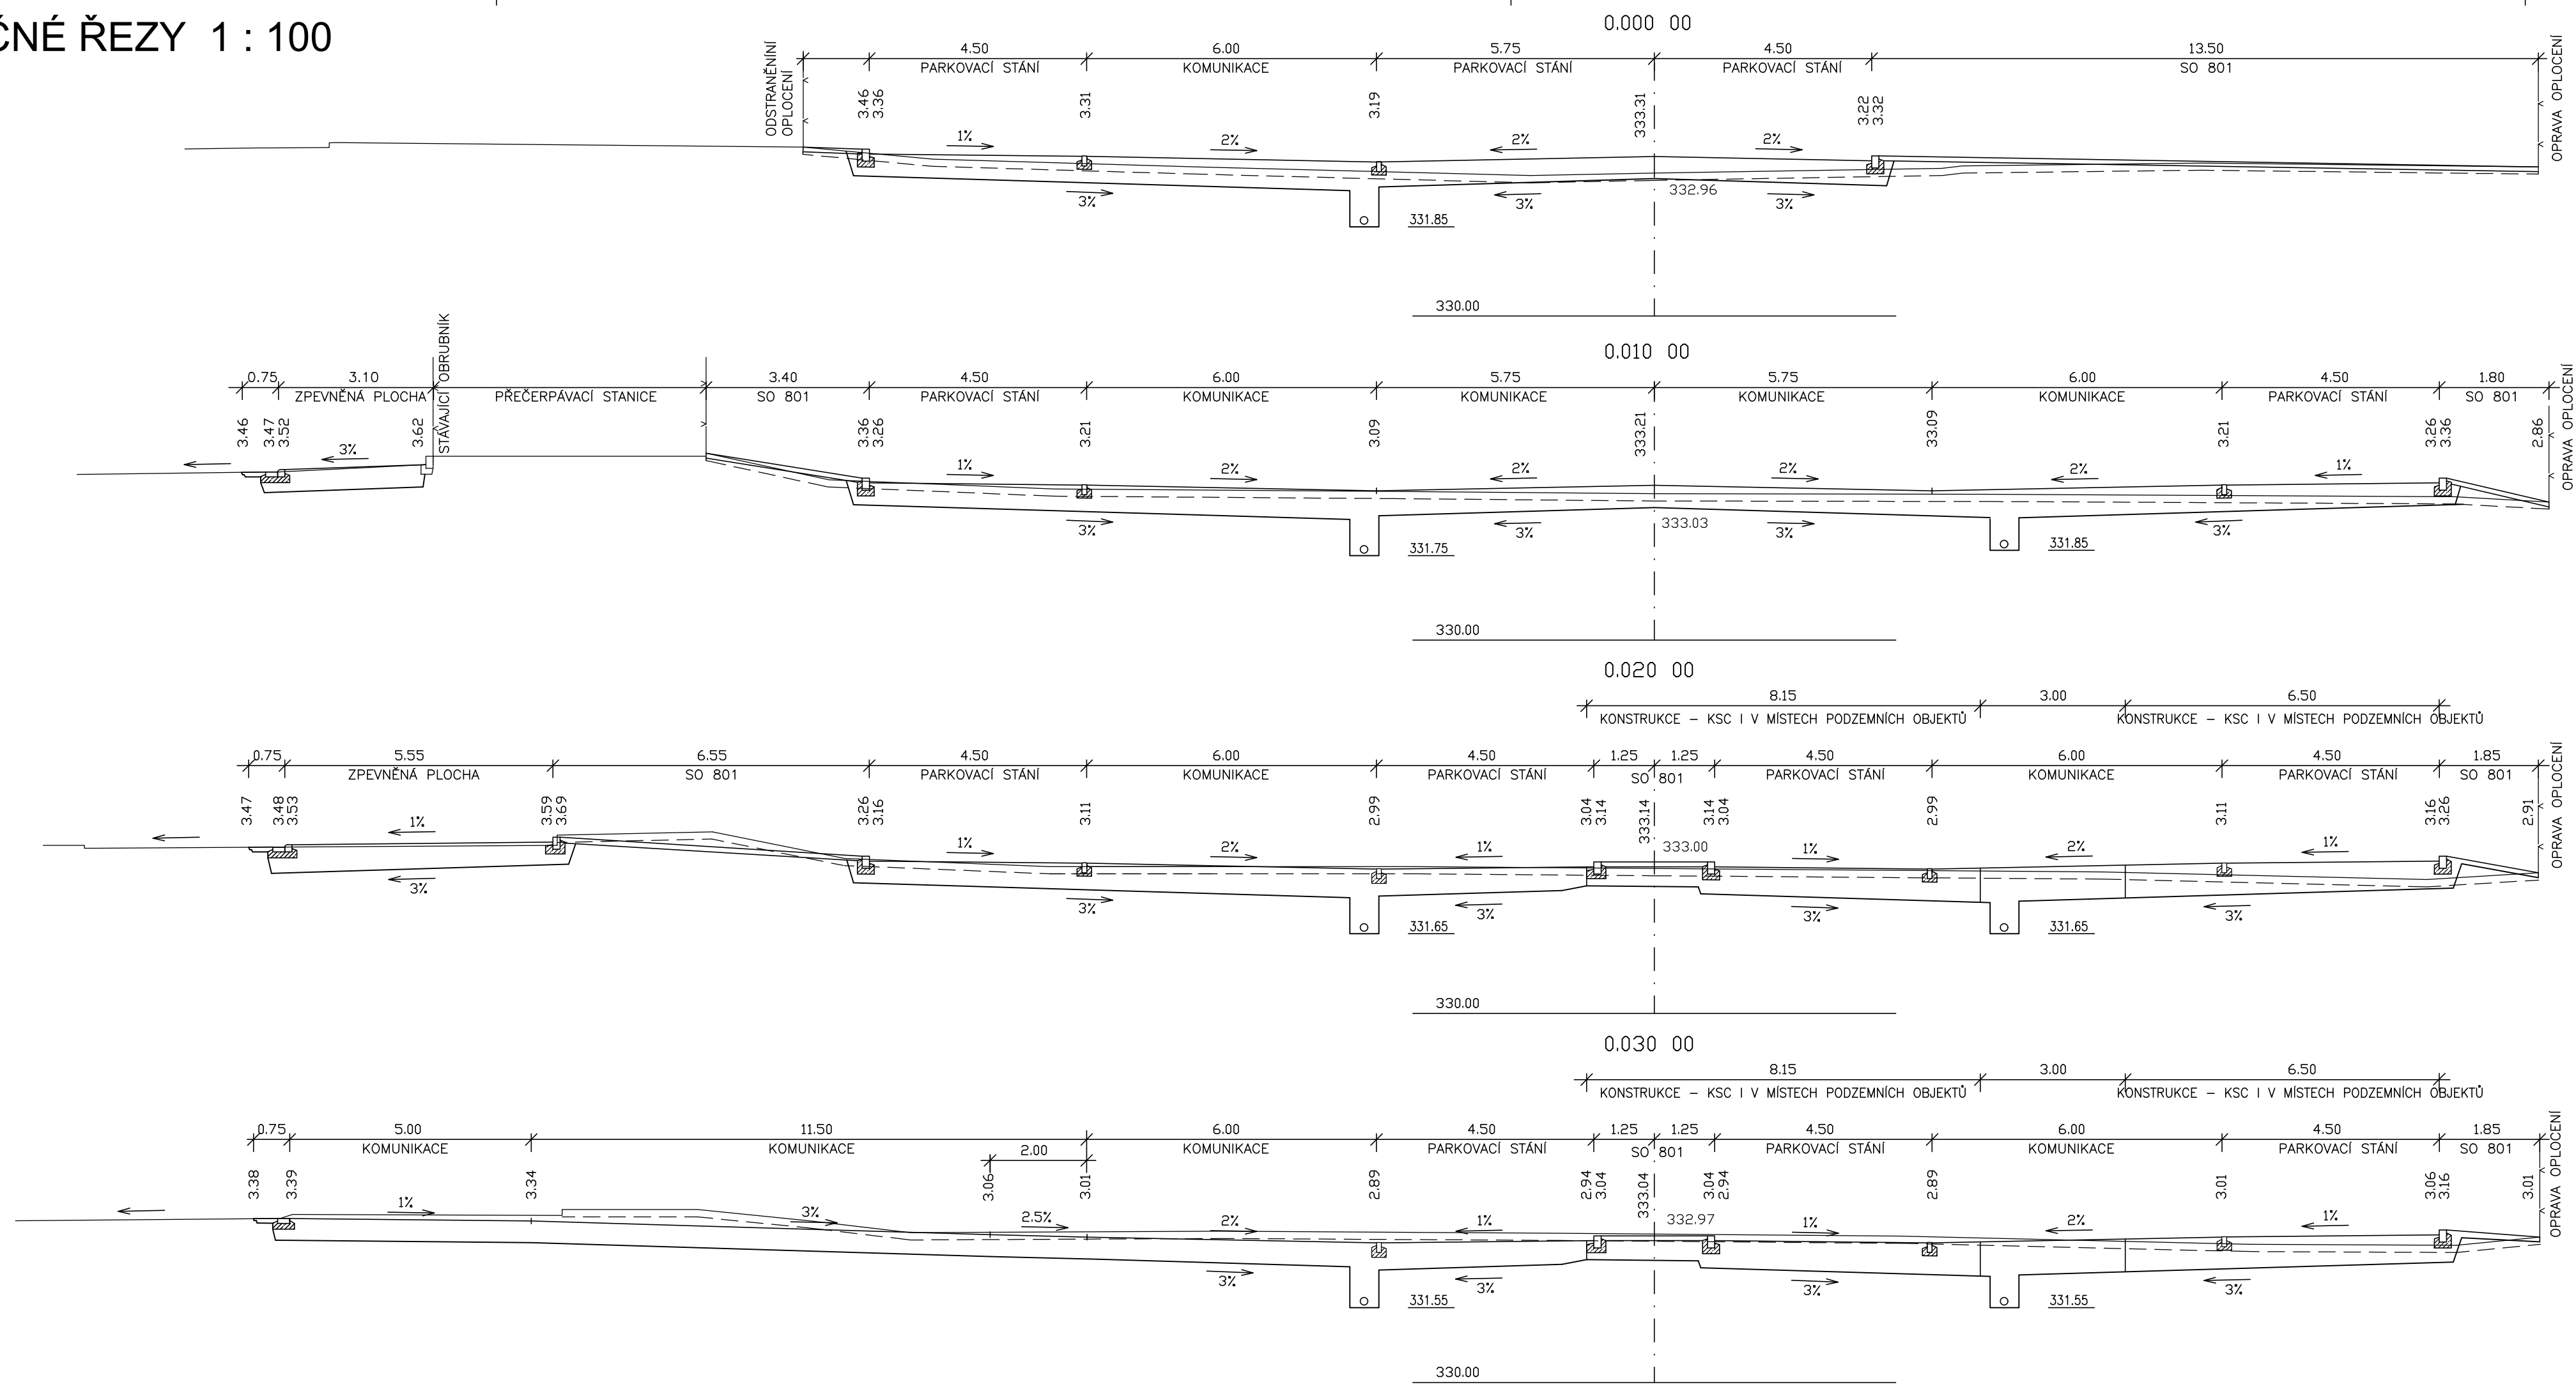 ČNÉ ŘEZY 1 : 100
0.000 00
4.50 6.00 5.75 4.50 13.50
PARKOVACÍ STÁNÍ KOMUNIKACE PARKOVACÍ STÁNÍ PARKOVACÍ STÁNÍ SO 801
ODSTRANĚNÍNÍ
OPLOCENÍ
3.46 3.36 3.31 3.19 333.31 3.22 3.32
OPRAVA OPLOCENÍ
1% 2% 2% 2%
332.96
3% 3% 3%
331.85
330.00
0.010 00
0.75 3.10 3.40 4.50 6.00 5.75 5.75 6.00 4.50 1.80
ZPEVNĚNÁ PLOCHA PŘEČERPÁVACÍ STANICE SO 801 PARKOVACÍ STÁNÍ KOMUNIKACE KOMUNIKACE KOMUNIKACE KOMUNIKACE PARKOVACÍ STÁNÍ SO 801
STÁVAJÍCÍ OBRUBNÍK
OPRAVA OPLOCENÍ
3.46 3.47 3.52 3.62 3.36 3.26 3.21 3.09 333.21 33.09 3.21 3.26 3.36 2.86
3% 1% 2% 2% 2% 2% 1%
333.03
3% 3% 3% 3%
331.75 331.85
330.00
0.020 00
8.15 3.00 6.50
KONSTRUKCE – KSC I V MÍSTECH PODZEMNÍCH OBJEKTŮ KONSTRUKCE – KSC I V MÍSTECH PODZEMNÍCH OBJEKTŮ
0.75 5.55 6.55 4.50 6.00 4.50 1.25 1.25 4.50 6.00 4.50 1.85
ZPEVNĚNÁ PLOCHA SO 801 PARKOVACÍ STÁNÍ KOMUNIKACE PARKOVACÍ STÁNÍ SO 801 PARKOVACÍ STÁNÍ KOMUNIKACE PARKOVACÍ STÁNÍ SO 801
OPRAVA OPLOCENÍ
3.47 3.48 3.53 3.59 3.69 3.26 3.16 3.11 2.99 3.04 3.14 333.14 3.14 3.04 2.99 3.11 3.16 3.26 2.91
1% 1% 2% 1% 333.00 1% 2% 1%
3% 3% 3% 3% 3%
331.65 331.65
330.00
0.030 00
8.15 3.00 6.50
KONSTRUKCE – KSC I V MÍSTECH PODZEMNÍCH OBJEKTŮ KONSTRUKCE – KSC I V MÍSTECH PODZEMNÍCH OBJEKTŮ
0.75 5.00 11.50 6.00 4.50 1.25 1.25 4.50 6.00 4.50 1.85
KOMUNIKACE KOMUNIKACE KOMUNIKACE PARKOVACÍ STÁNÍ SO 801 PARKOVACÍ STÁNÍ KOMUNIKACE PARKOVACÍ STÁNÍ SO 801
2.00
OPRAVA OPLOCENÍ
3.38 3.39 3.34 3.06 3.01 2.89 2.94 3.04 333.04 3.04 2.94 2.89 3.01 3.06 3.16 3.01
1% 3% 2.5% 2% 1% 332.97 1% 2% 1%
3% 3% 3% 3%
331.55 331.55
330.00